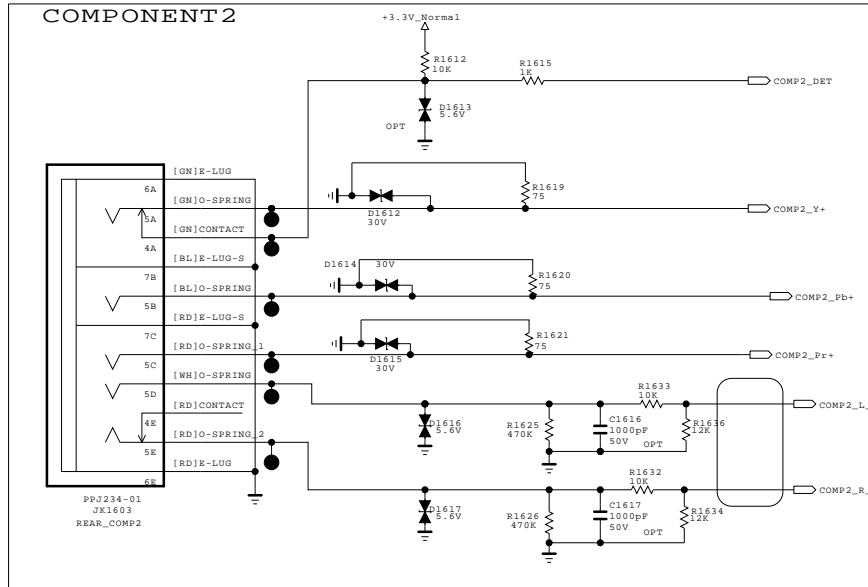 COMPONENT2
+3.3V_Normal
R1612
10K
R1615
1K
COMP2_DET
D1613
5.6V
OPT
[GN]E-LUG
6A
[GN]O-SPRING
5A
[GN]CONTACT
4A
[BL]E-LUG-S
7B
[BL]O-SPRING
5B
[RD]E-LUG-S
7C
[RD]O-SPRING_1
5C
[WH]O-SPRING
5D
[RD]CONTACT
4E
[RD]O-SPRING_2
5E
[RD]E-LUG
6E
R1619
75
D1612
30V
COMP2_Y+
D1614
30V
R1620
75
COMP2_Pb+
R1621
75
D1615
30V
COMP2_Pr+
R1633
10K
COMP2_L_
D1616
5.6V
R1625
470K
C1616
1000pF
50V
OPT
R1636
12K
R1632
10K
COMP2_R_
D1617
5.6V
R1626
470K
C1617
1000pF
50V
OPT
R1634
12K
PPJ234-01
JK1603
REAR_COMP2